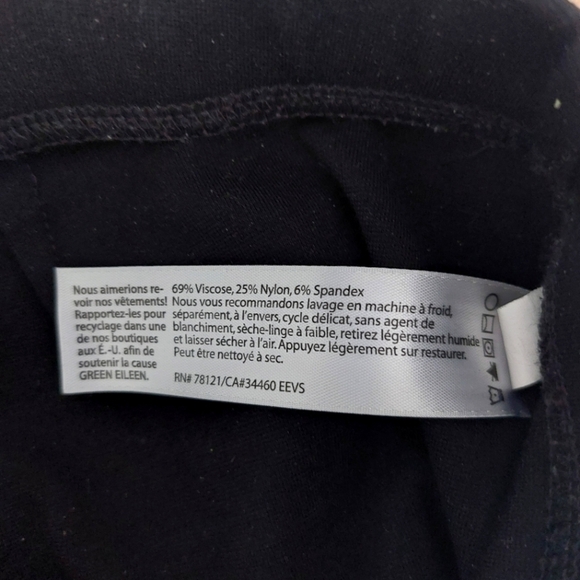 Nous aimerions re-
voir nos vêtements!
Rapportez-les pour
recyclage dans une
de nos boutiques
aux É.-U. afin de
soutenir la cause
GREEN EILEEN.
69% Viscose, 25% Nylon, 6% Spandex
Nous vous recommandons lavage en machine à froid,
séparément, à l'envers, cycle délicat, sans agent de
blanchiment, sèche-linge à faible, retirez légèrement humide
et laisser sécher à l'air. Appuyez légèrement sur restaurer.
Peut être nettoyé à sec.
RN# 78121/CA#34460 EEVS